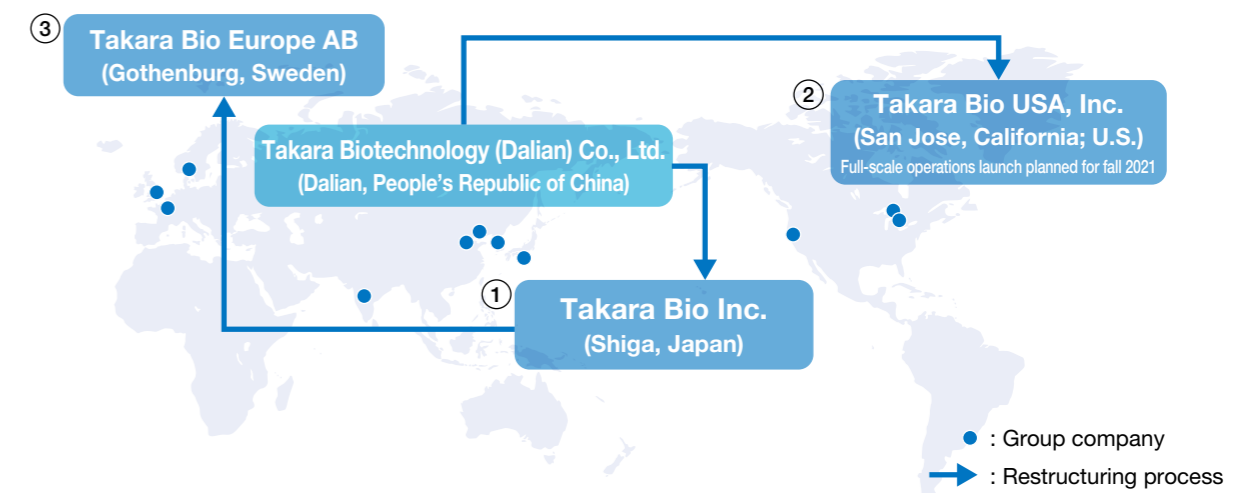 ③
Takara Bio Europe AB
(Gothenburg, Sweden)
②
Takara Bio USA, Inc.
(San Jose, California; U.S.)
Full-scale operations launch planned for fall 2021
Takara Biotechnology (Dalian) Co., Ltd.
(Dalian, People's Republic of China)
①
Takara Bio Inc.
(Shiga, Japan)
: Group company
: Restructuring process